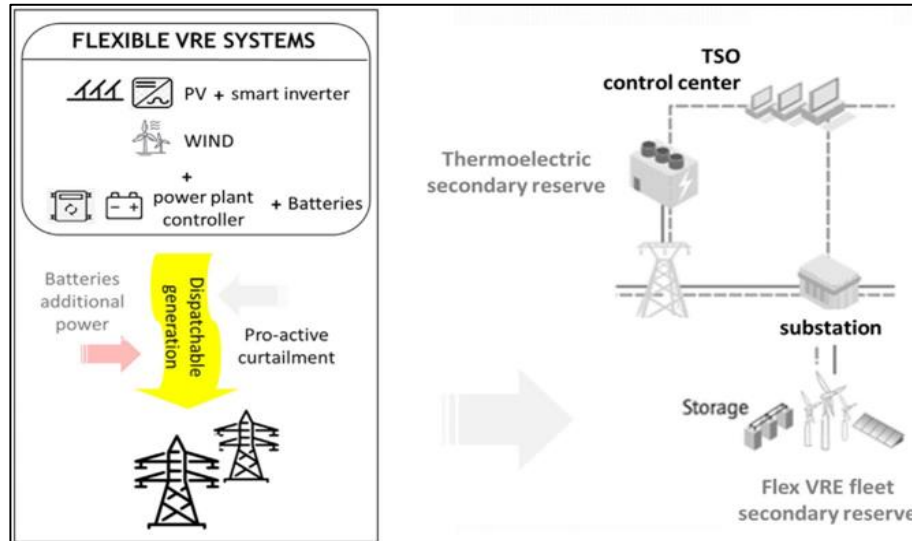 FLEXIBLE VRE SYSTEMS
PV + smart inverter
WIND
+
power plant
controller
+ Batteries
Batteries
additional
power
Dispatchable
generation
Pro-active
curtailment
TSO
control center
Thermoelectric
secondary reserve
substation
Storage
Flex VRE fleet
secondary reserve